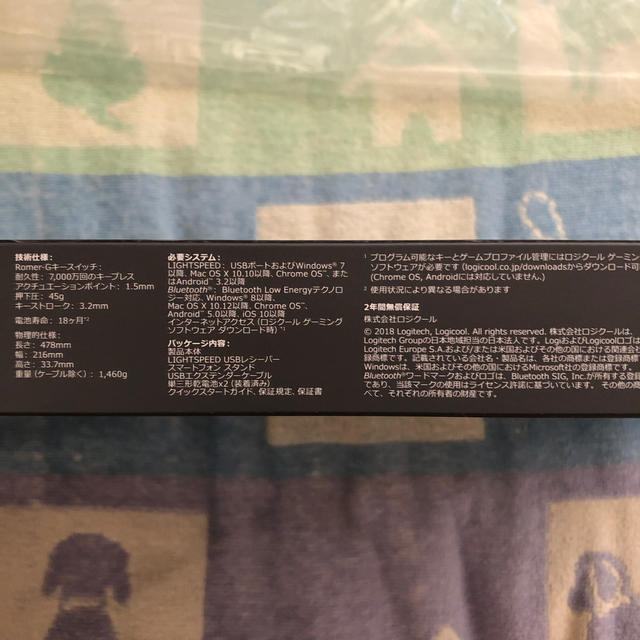 技術仕様：
Romer-Gキースイッチ：
耐久性： 7,000万回のキープレス
アクチュエーションポイント： 1.5mm
押下圧： 45g
キーストローク： 3.2mm
電池寿命： 18ヶ月*2
物理的仕様：
長さ： 478mm
幅： 216mm
高さ： 33.7mm
重量 (ケーブル除く)： 1,460g
必要システム：
LIGHTSPEED： USBポートおよびWindows® 7
以降、Mac OS X 10.10以降、Chrome OS™、また
はAndroid™ 3.2以降
Bluetooth®： Bluetooth Low Energyテクノロ
ジー対応、Windows® 8以降、
Mac OS X 10.12以降、Chrome OS、
Android™ 5.0以降、iOS 10以降
インターネットアクセス (ロジクール ゲーミング
ソフトウェア ダウンロード時)*1
パッケージ内容：
製品本体
LIGHTSPEED USBレシーバー
スマートフォン スタンド
USBエクステンダーケーブル
単三形乾電池x2 (装着済み)
クイックスタートガイド、保証規定、保証書
¹ プログラム可能なキーとゲームプロファイル管理にはロジクール ゲーミン
ソフトウェアが必要です (logicool.co.jp/downloadsからダウンロード可
(Chrome OS、Androidには対応していません。)
² 使用状況により異なる場合があります
2年間無償保証
株式会社ロジクール
© 2018 Logitech, Logicool. All rights reserved. 株式会社ロジクールは、
Logitech Groupの日本地域担当の日本法人です。LogiおよびLogicoolロゴは
Logitech Europe S.A.および/または米国およびその他の国における関連会
録商標です。記載されている会社名・製品名は、各社の商標または登録商
Windowsは、米国およびその他の国におけるMicrosoft社の登録商標です。
Bluetooth®ワードマークおよびロゴは、Bluetooth SIG, Inc.が所有する登録
であり、当該マークの使用はライセンス許諾に基づいています。その他の商
べて、それぞれの所有者の財産です。